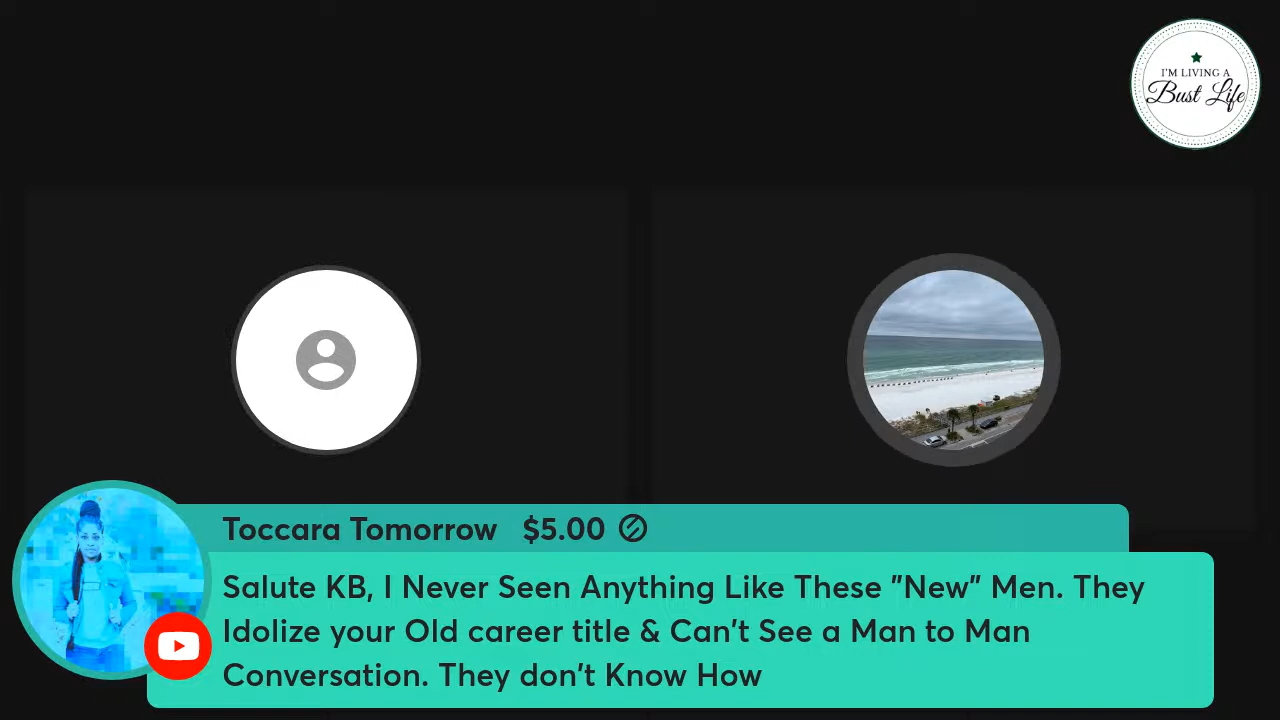 I'M LIVING A
Bust Life
Toccara Tomorrow $5.00
Salute KB, I Never Seen Anything Like These "New" Men. They
Idolize your Old career title & Can't See a Man to Man
Conversation. They don't Know How